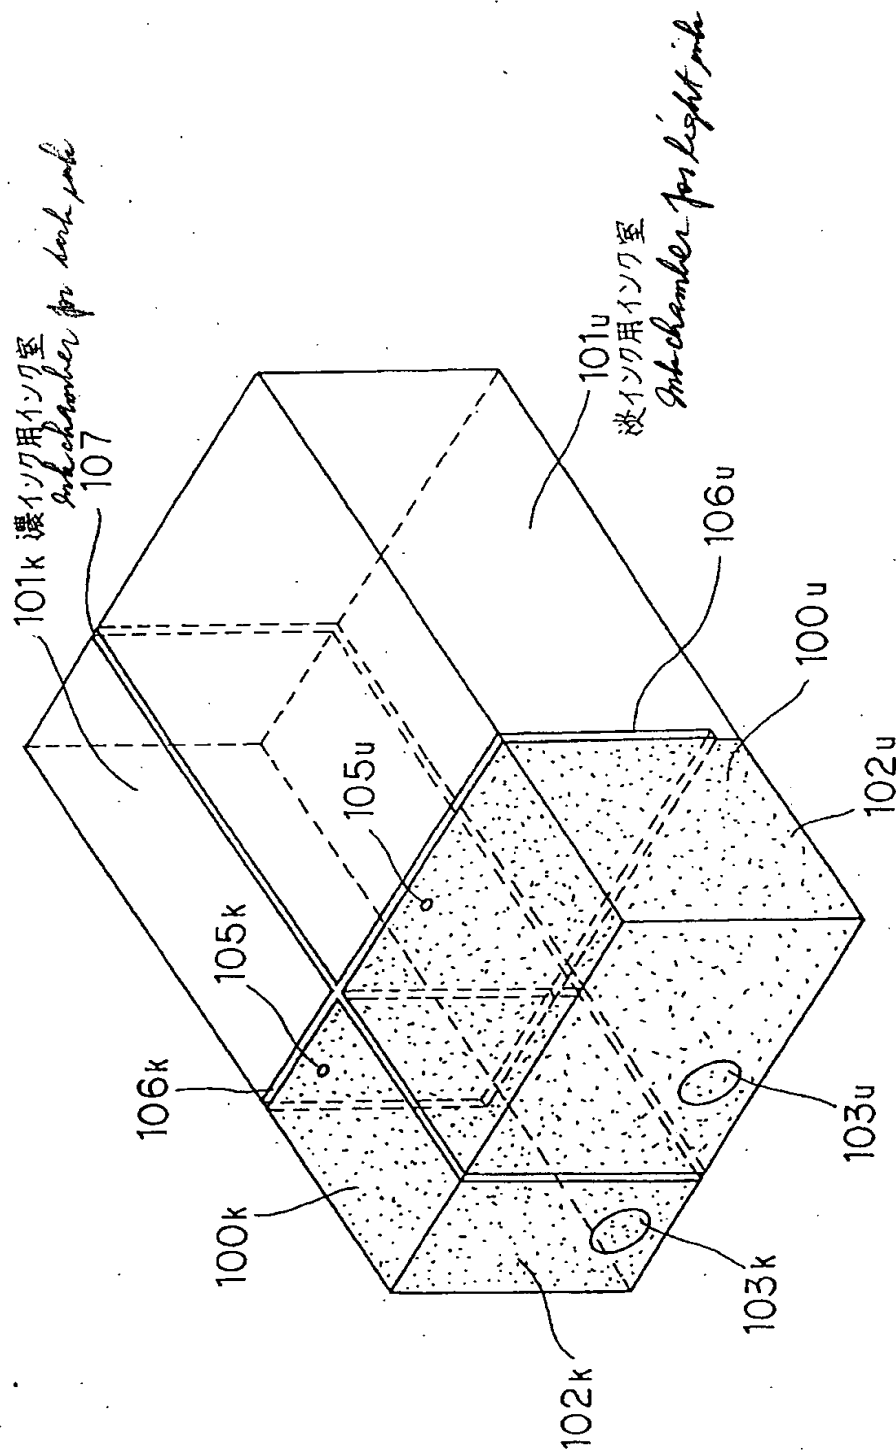 101k 濃インク用インク室
Ink chamber for dark ink
107
101u
淡インク用インク室
Ink chamber for light ink
106u
100u
102u
105u
105k
106k
100k
102k
103k
103u